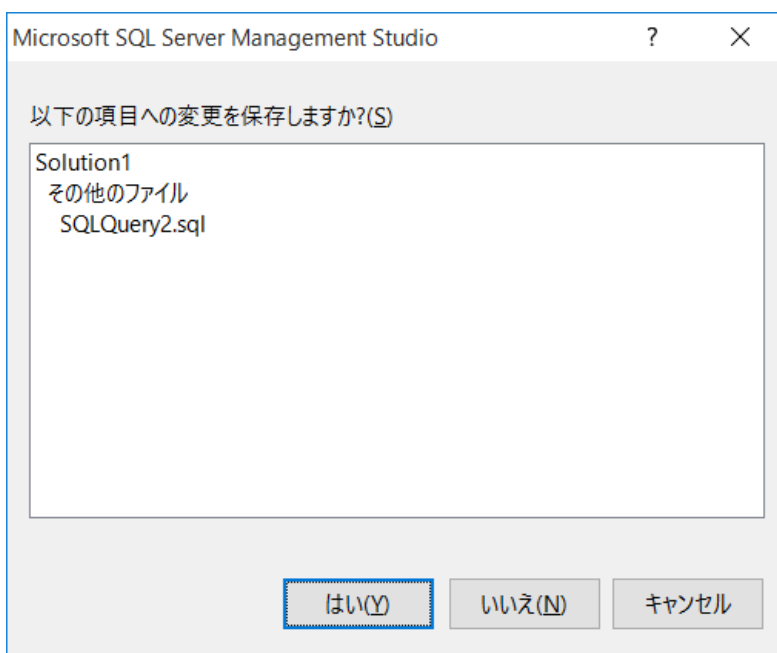 Microsoft SQL Server Management Studio ? ×
以下の項目への変更を保存しますか?(S)
Solution1
その他のファイル
SQLQuery2.sql
はい(Y) いいえ(N) キャンセル